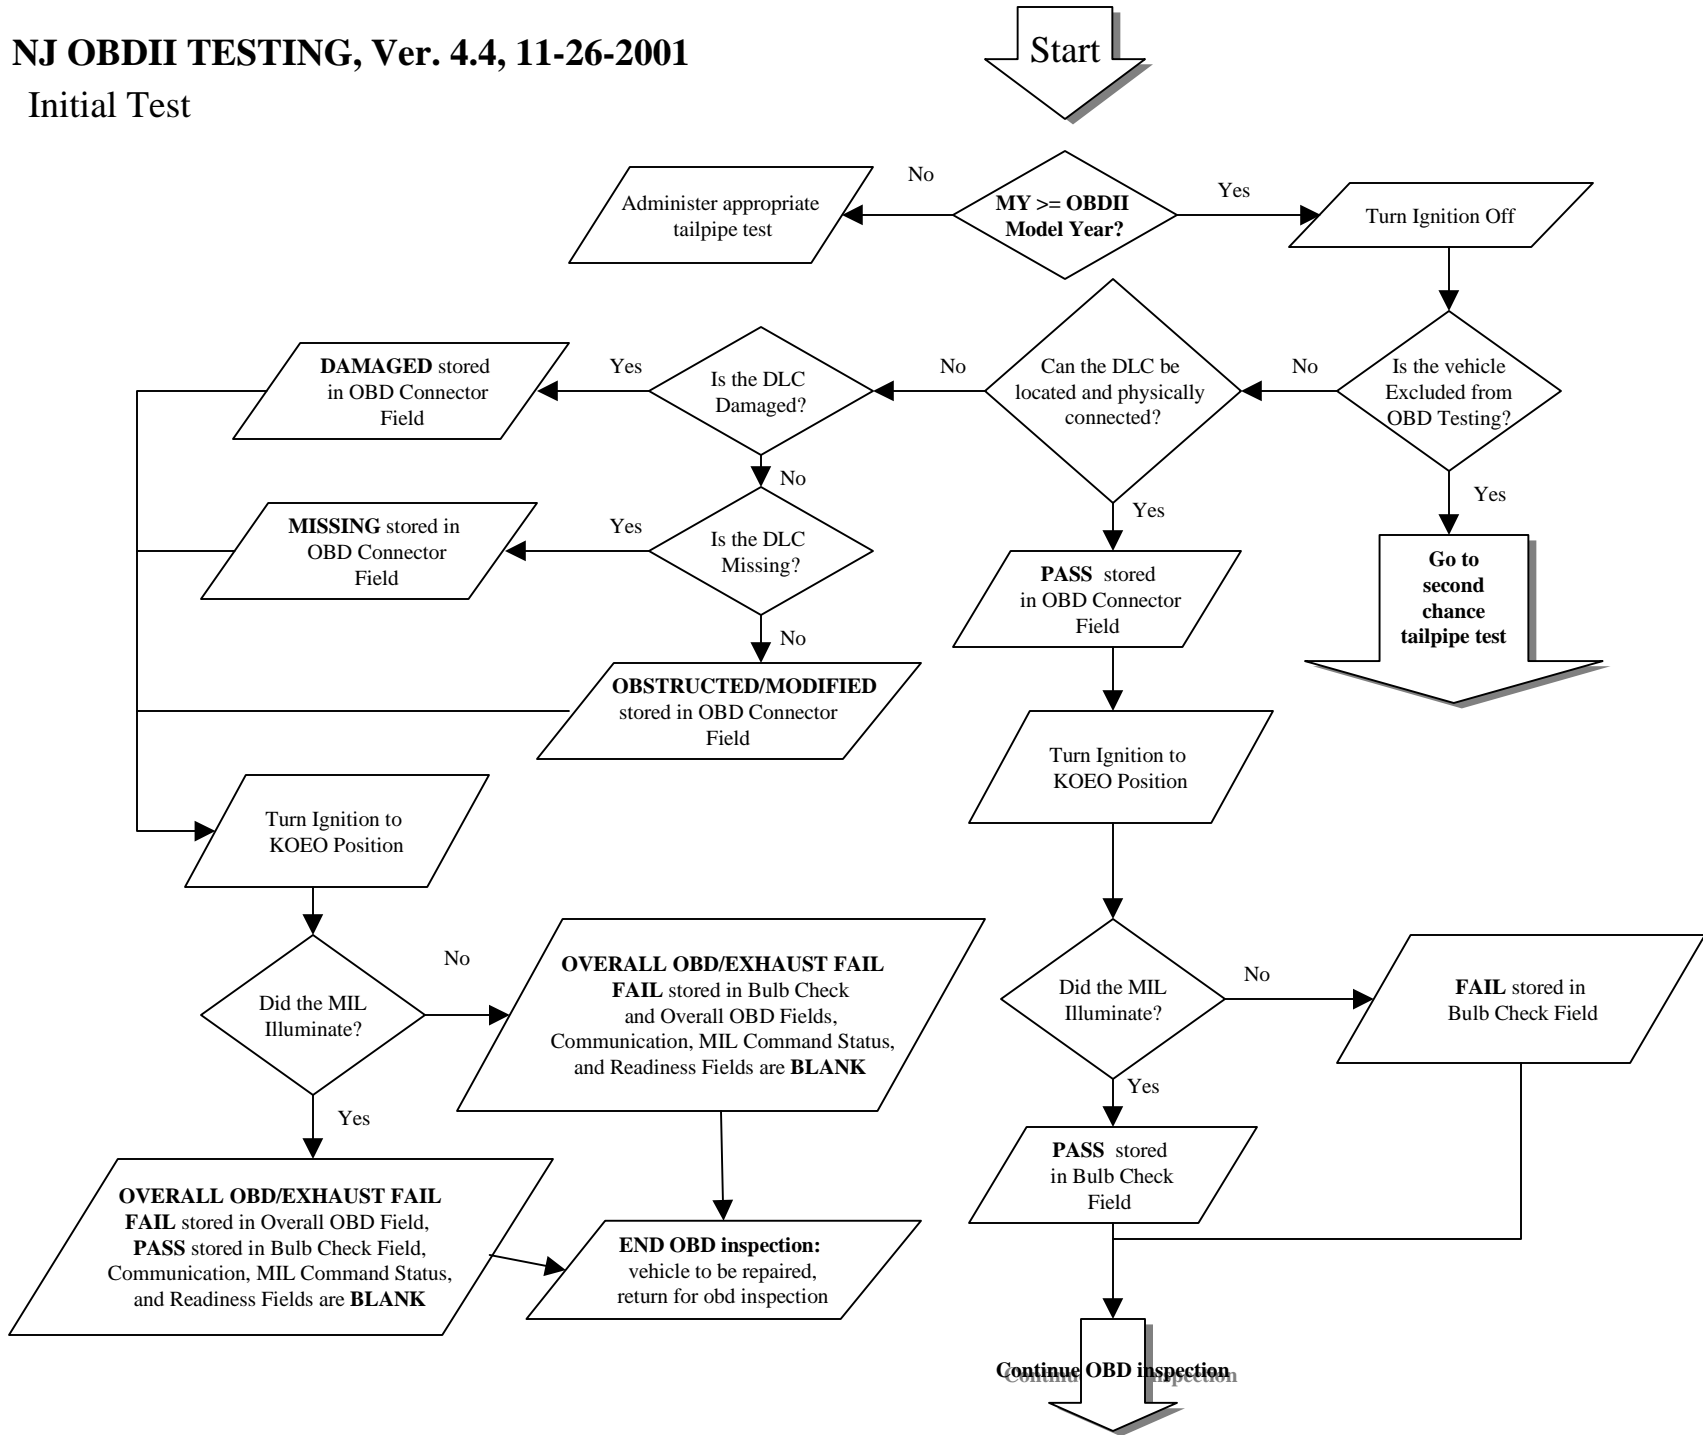 NJ OBDII TESTING, Ver. 4.4, 11-26-2001
Initial Test
Start
No
MY >= OBDII
Model Year?
Yes
Administer appropriate
tailpipe test
Turn Ignition Off
DAMAGED stored
in OBD Connector
Field
Yes
Is the DLC
Damaged?
No
Can the DLC be
located and physically
connected?
No
Is the vehicle
Excluded from
OBD Testing?
No
Yes
Yes
MISSING stored in
OBD Connector
Field
Yes
Is the DLC
Missing?
PASS stored
in OBD Connector
Field
Go to
second
chance
tailpipe test
No
OBSTRUCTED/MODIFIED
stored in OBD Connector
Field
Turn Ignition to
KOEO Position
Turn Ignition to
KOEO Position
Did the MIL
Illuminate?
No
OVERALL OBD/EXHAUST FAIL
FAIL stored in Bulb Check
and Overall OBD Fields,
Communication, MIL Command Status,
and Readiness Fields are BLANK
Did the MIL
Illuminate?
No
FAIL stored in
Bulb Check Field
Yes
Yes
PASS stored
in Bulb Check
Field
OVERALL OBD/EXHAUST FAIL
FAIL stored in Overall OBD Field,
PASS stored in Bulb Check Field,
Communication, MIL Command Status,
and Readiness Fields are BLANK
END OBD inspection:
vehicle to be repaired,
return for obd inspection
Continue OBD inspection